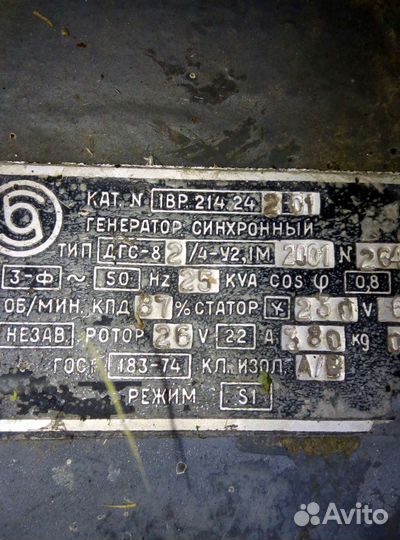 КАТ. N 1ВР. 214. 24 2-01
ГЕНЕРАТОР СИНХРОННЫЙ
ТИП ДГС-82/4-У2,1М 2001 N 264
3-Ф ~ 50 Hz 25 KVA COS φ 0,8
ОБ/МИН. КПД 87 % СТАТОР 230 V
НЕЗАВ. РОТОР 26 V 22 A 380 kg
ГОСТ 183-74 КЛ. ИЗОЛ.
РЕЖИМ S1
Avito